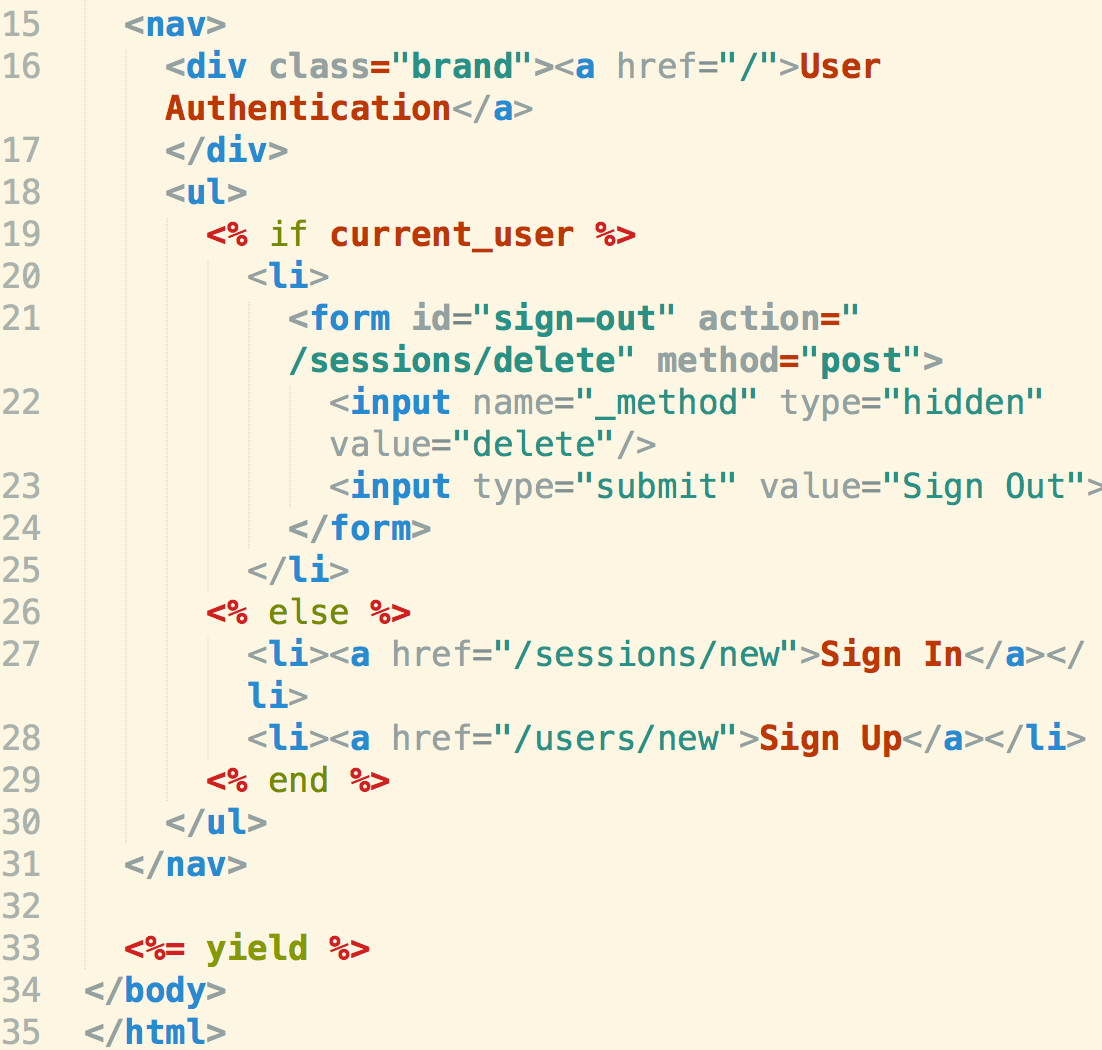 15 <nav>
16 <div class="brand"><a href="/">User
Authentication</a>
17 </div>
18 <ul>
19 <% if current_user %>
20 <li>
21 <form id="sign-out" action="
/sessions/delete" method="post">
22 <input name="_method" type="hidden"
value="delete"/>
23 <input type="submit" value="Sign Out">
24 </form>
25 </li>
26 <% else %>
27 <li><a href="/sessions/new">Sign In</a></
li>
28 <li><a href="/users/new">Sign Up</a></li>
29 <% end %>
30 </ul>
31 </nav>
32
33 <%= yield %>
34 </body>
35 </html>